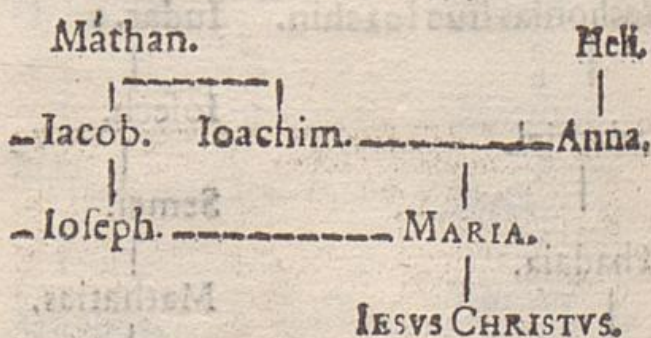 Mathan. Heli.
Iacob. Ioachim. Anna.
Ioſeph. MARIA.
IESVS CHRISTVS.